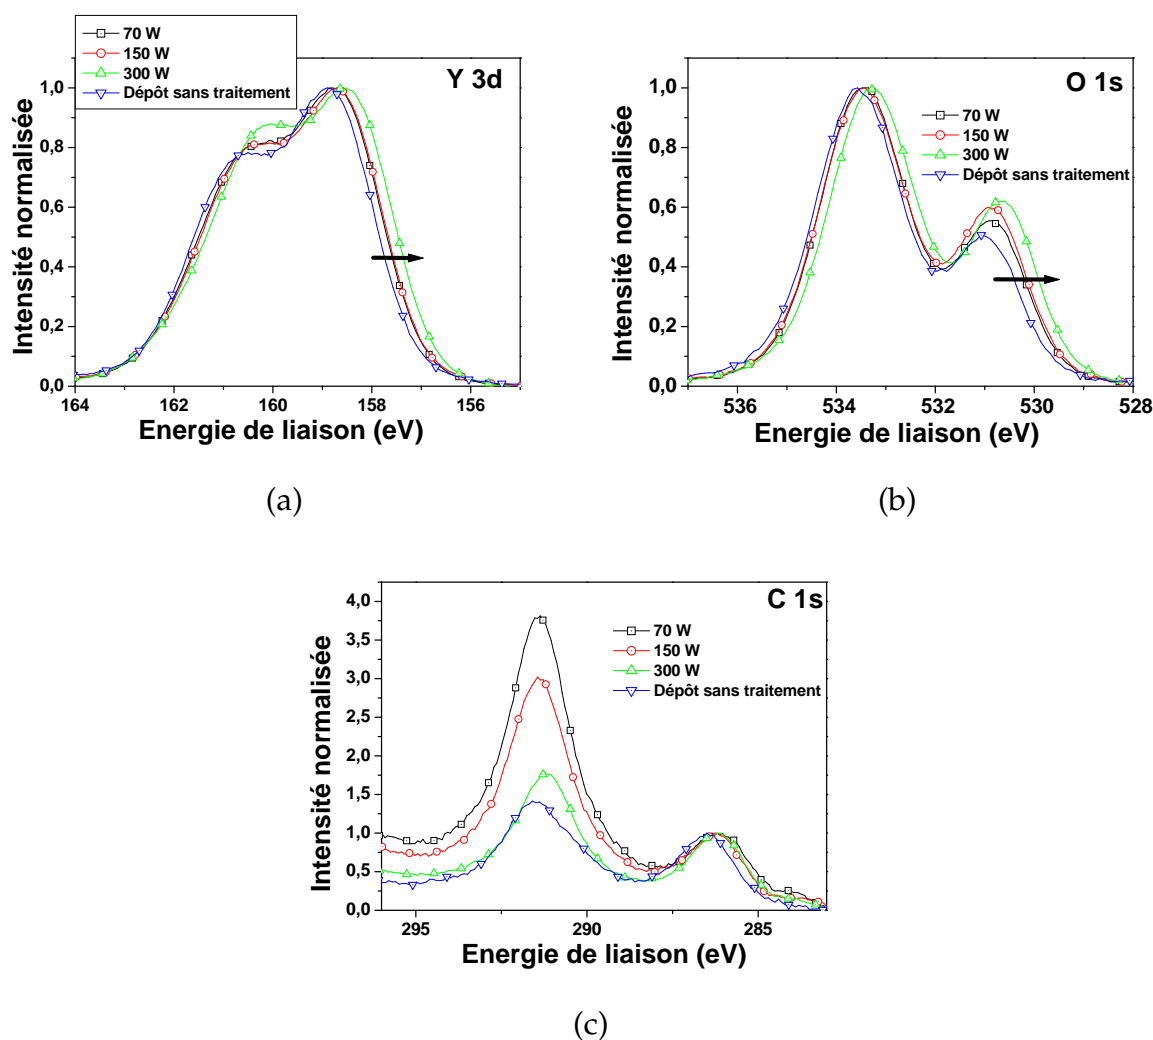 70 W
150 W
300 W
Dépôt sans traitement
Y 3d
1,0
0,8
0,6
0,4
0,2
0,0
Intensité normalisée
164 162 160 158 156
Energie de liaison (eV)
(a)
O 1s
70 W
150 W
300 W
Dépôt sans traitement
1,0
0,8
0,6
0,4
0,2
0,0
Intensité normalisée
536 534 532 530 528
Energie de liaison (eV)
(b)
C 1s
70 W
150 W
300 W
Dépôt sans traitement
4,0
3,5
3,0
2,5
2,0
1,5
1,0
0,5
0,0
Intensité normalisée
295 290 285
Energie de liaison (eV)
(c)